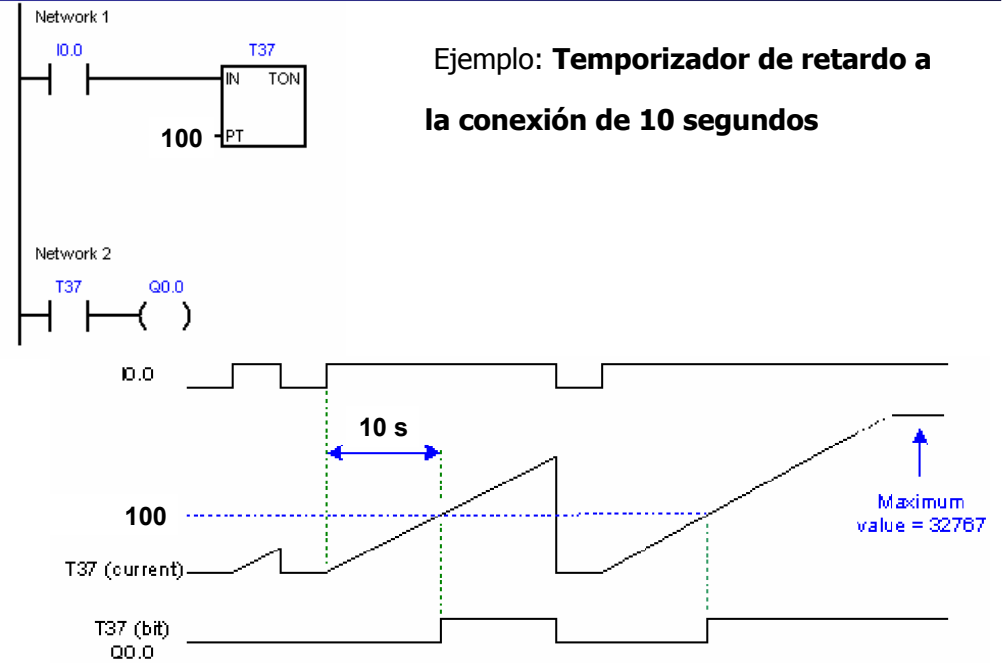 Network 1
I0.0
T37
IN TON
100
PT
Ejemplo: Temporizador de retardo a
la conexión de 10 segundos
Network 2
T37
Q0.0
I0.0
10 s
100
Maximum
value = 32767
T37 (current)
T37 (bit)
Q0.0